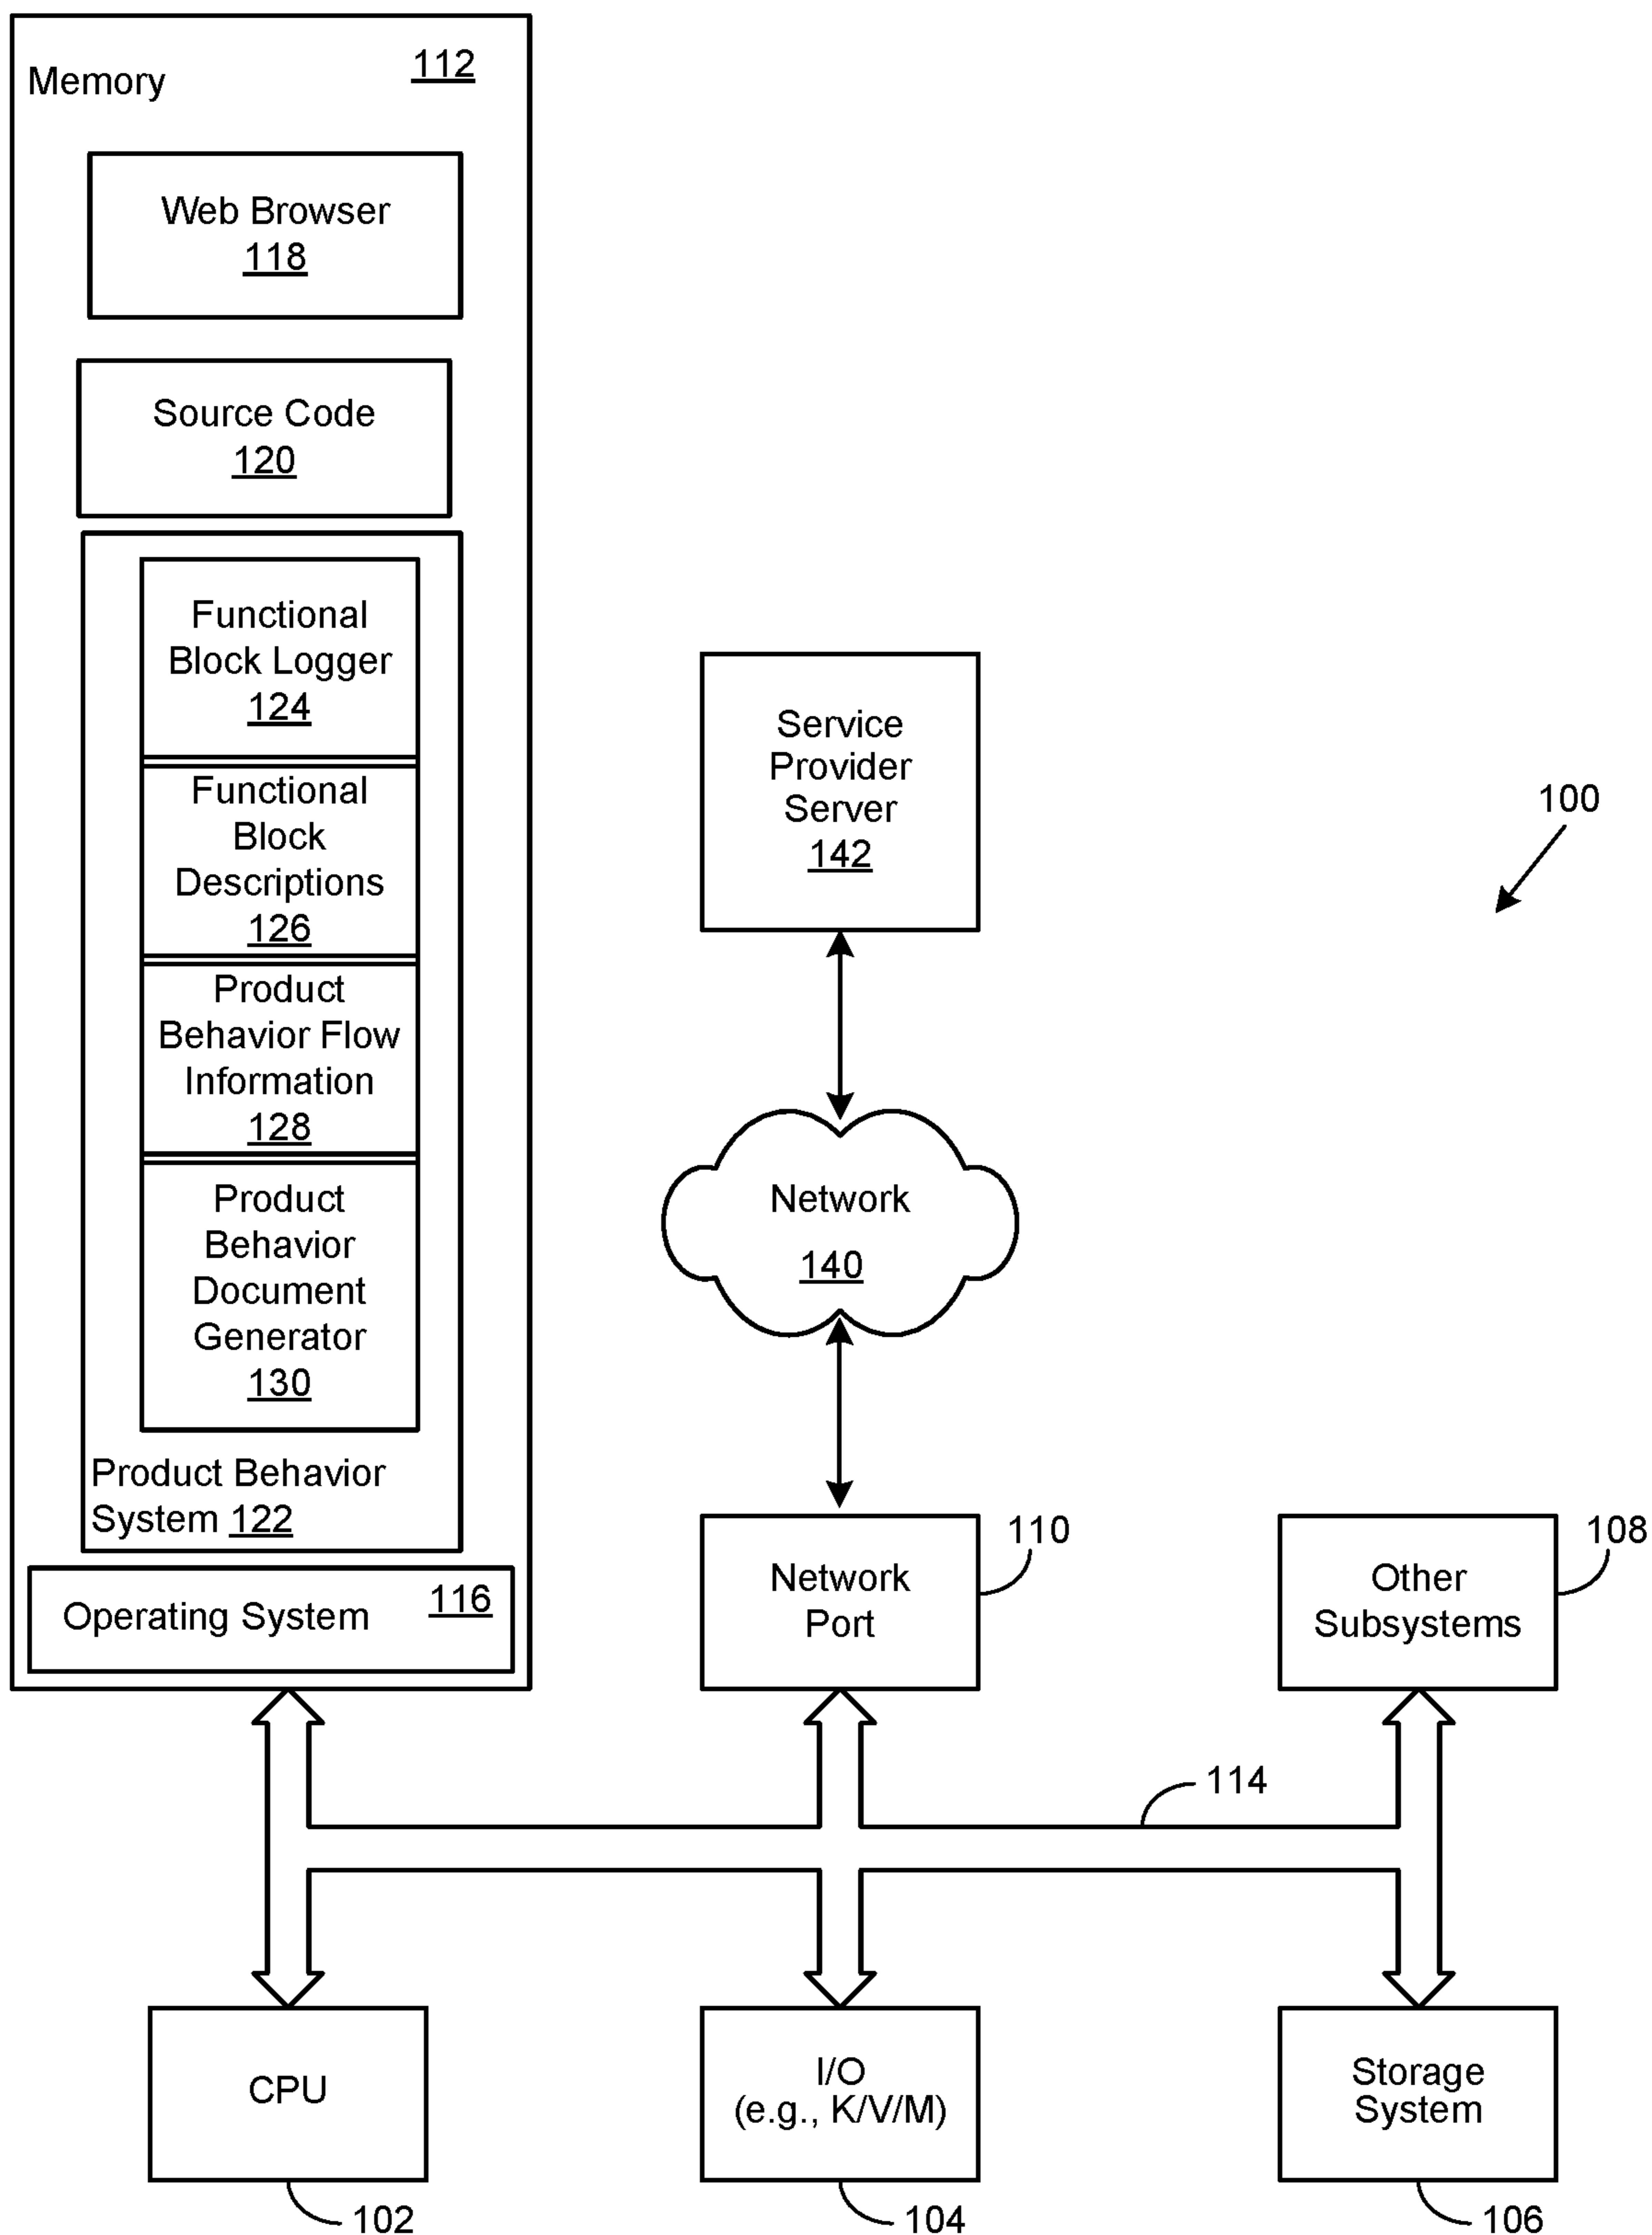 Memory
112
Web Browser
118
Source Code
120
Functional
Block Logger
124
Functional
Block
Descriptions
126
Product
Behavior Flow
Information
128
Product
Behavior
Document
Generator
130
Product Behavior
System 122
Operating System
116
Service
Provider
Server
142
100
Network
140
Network
Port
110
Other
Subsystems
108
114
CPU
102
I/O
(e.g., K/V/M)
104
Storage
System
106